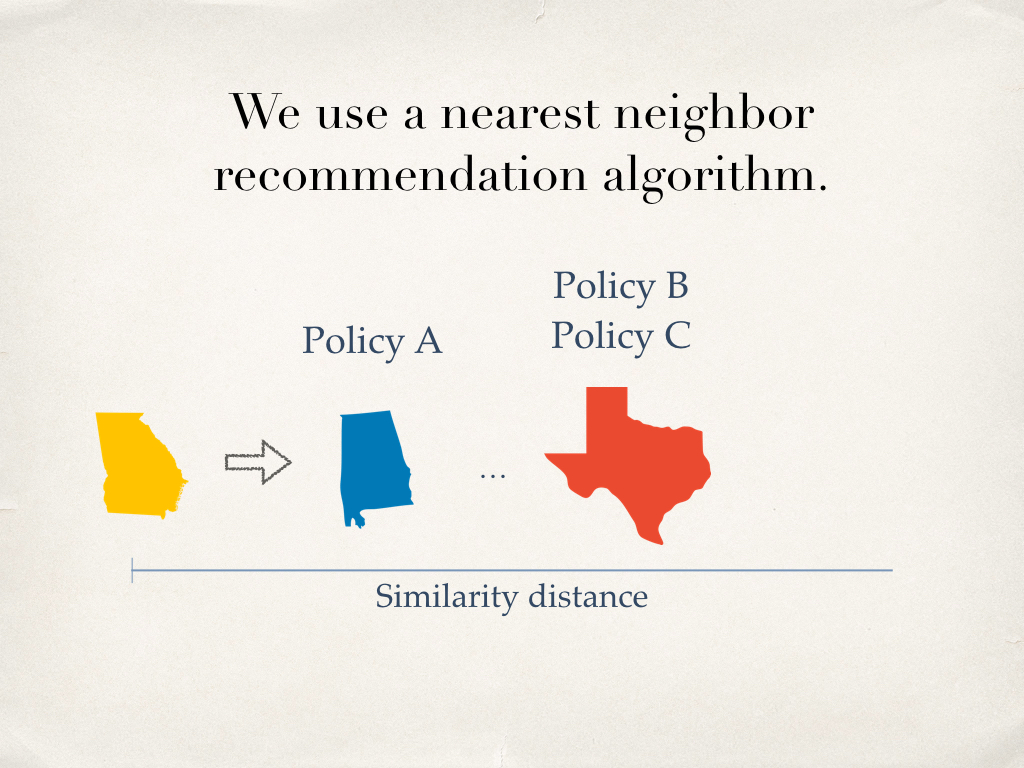 We use a nearest neighbor
recommendation algorithm.
Policy B
Policy C
Policy A
...
Similarity distance